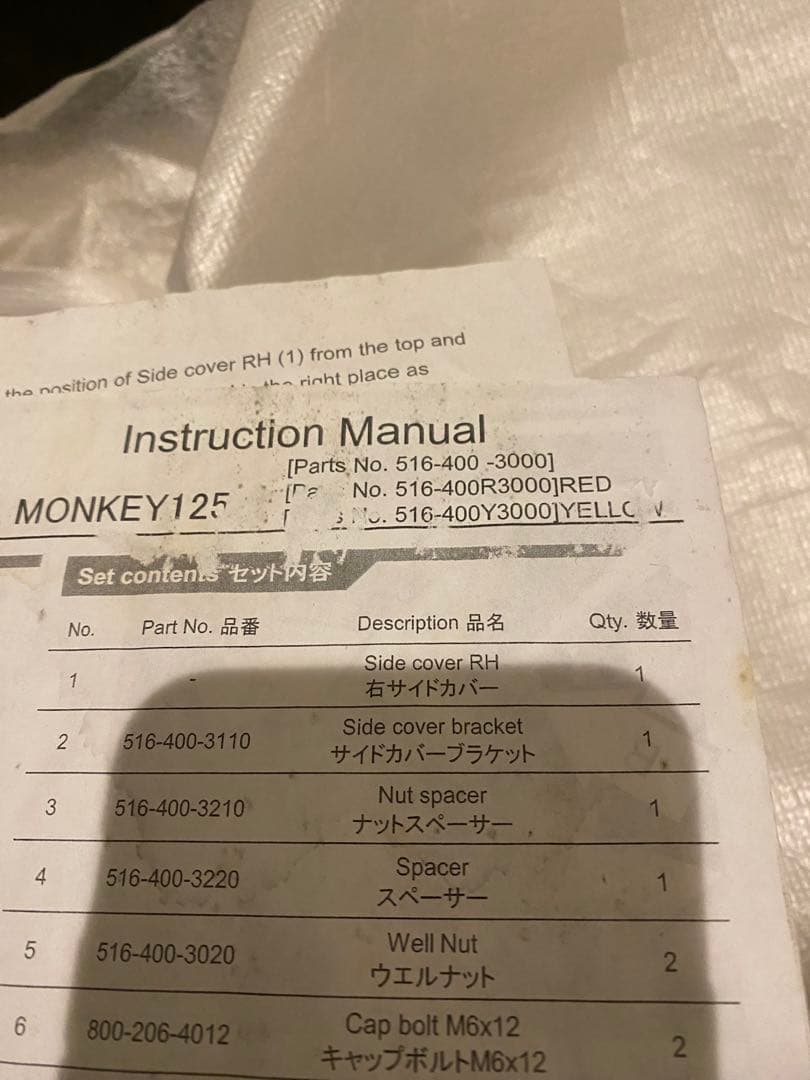 the position of Side cover RH (1) from the top and
right place as
Instruction Manual
[Parts No. 516-400 -3000]
No. 516-400R3000]RED
MONKEY125
516-400Y3000]YELLOW
Set contents セット内容
No. Part No. 品番 Description 品名 Qty. 数量
1 - Side cover RH 1
右サイドカバー
2 516-400-3110 Side cover bracket 1
サイドカバーブラケット
3 516-400-3210 Nut spacer 1
ナットスペーサー
4 516-400-3220 Spacer 1
スペーサー
5 516-400-3020 Well Nut 2
ウエルナット
6 800-206-4012 Cap bolt M6x12 2
キャップボルトM6x12